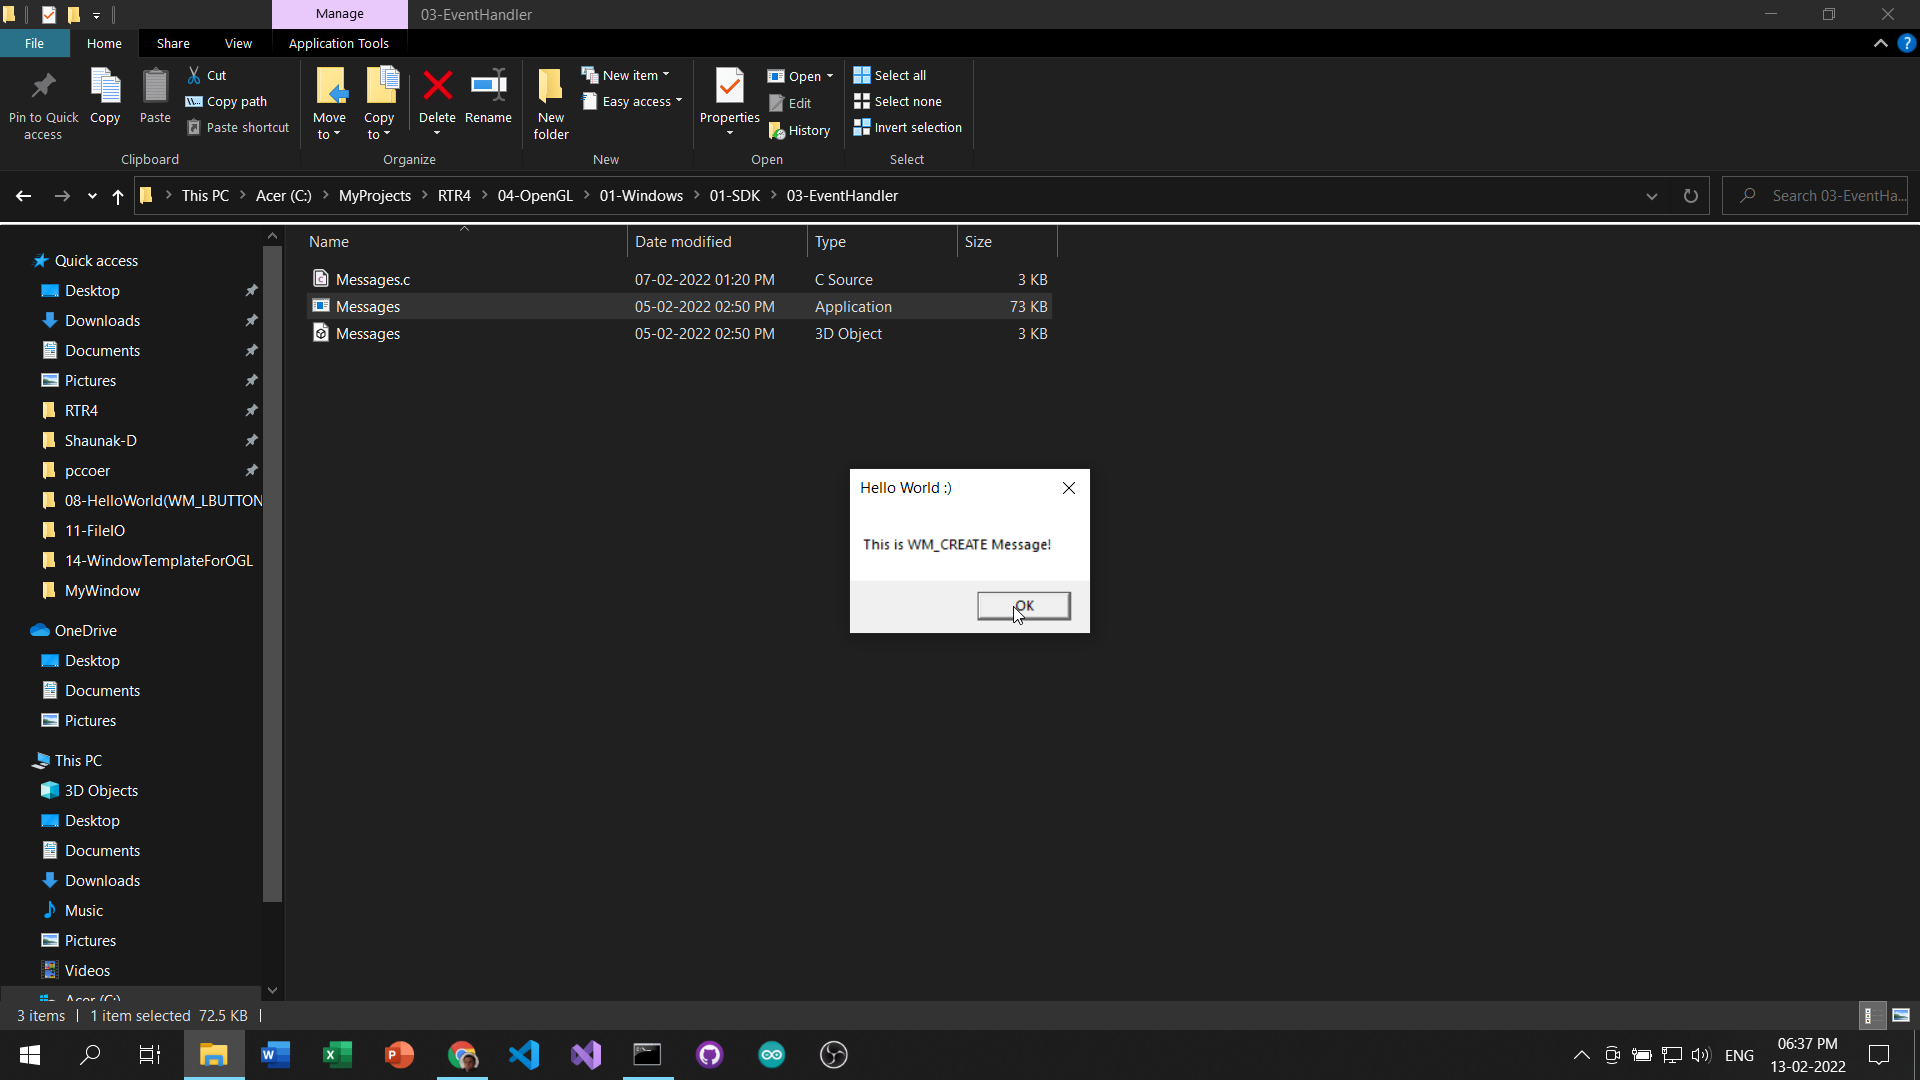 Manage
03-EventHandler
File
Home
Share
View
Application Tools
Pin to Quick access
Copy
Paste
Cut
Copy path
Paste shortcut
Clipboard
Move to
Copy to
Delete
Rename
Organize
New folder
New item
Easy access
New
Properties
Open
Edit
History
Open
Select all
Select none
Invert selection
Select
This PC
Acer (C:)
MyProjects
RTR4
04-OpenGL
01-Windows
01-SDK
03-EventHandler
Search 03-EventHa...
Name
Date modified
Type
Size
Messages.c 07-02-2022 01:20 PM C Source 3 KB
Messages 05-02-2022 02:50 PM Application 73 KB
Messages 05-02-2022 02:50 PM 3D Object 3 KB
Quick access
Desktop
Downloads
Documents
Pictures
RTR4
Shaunak-D
pccoer
08-HelloWorld(WM_LBUTTON
11-FileIO
14-WindowTemplateForOGL
MyWindow
OneDrive
Desktop
Documents
Pictures
This PC
3D Objects
Desktop
Documents
Downloads
Music
Pictures
Videos
Acer (C:)
Hello World :)
This is WM_CREATE Message!
OK
3 items
1 item selected 72.5 KB
ENG
06:37 PM
13-02-2022